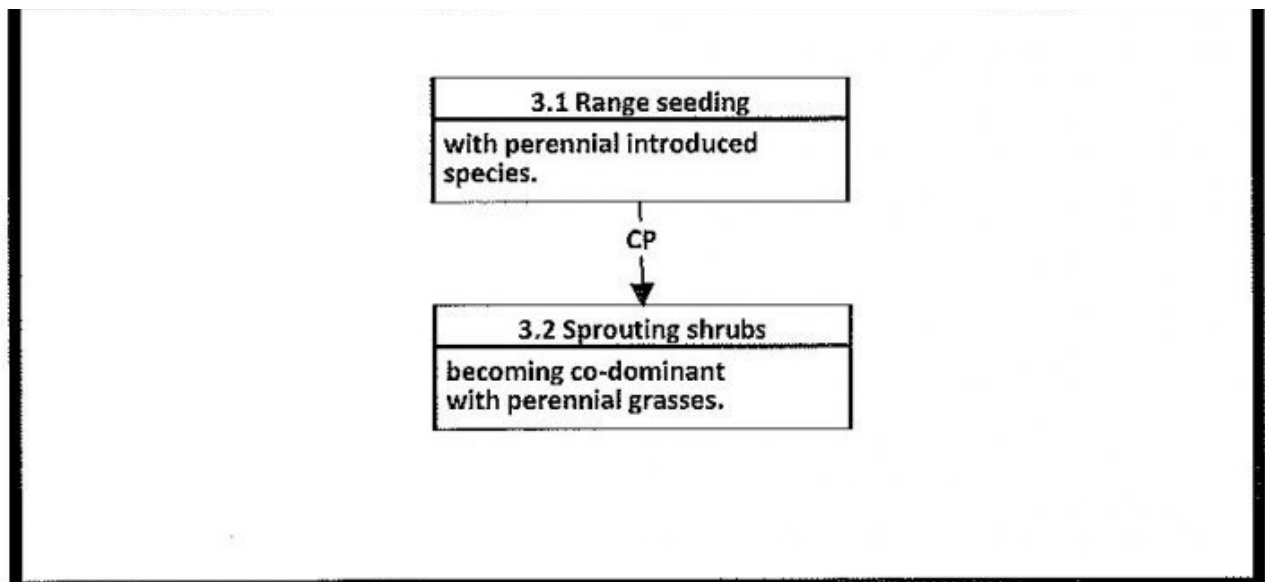 3.1 Range seeding
with perennial introduced
species.
CP
3.2 Sprouting shrubs
becoming co-dominant
with perennial grasses.